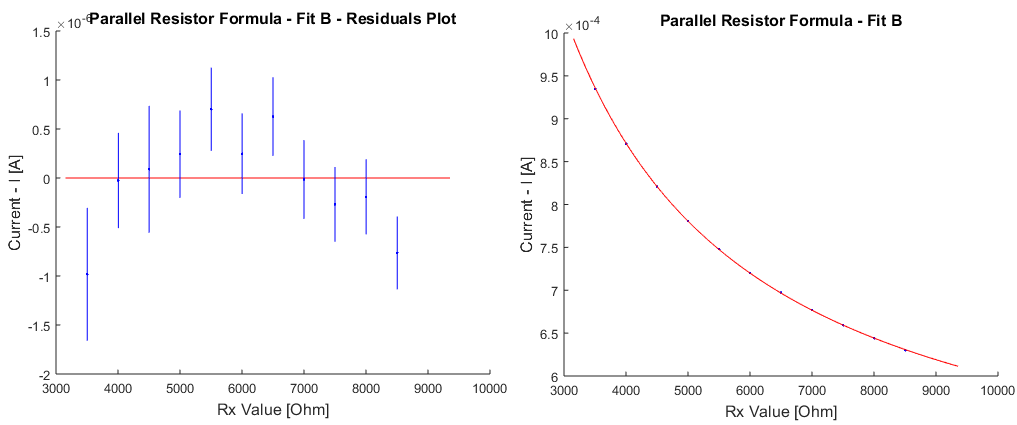 ×10⁻⁶
Parallel Resistor Formula - Fit B - Residuals Plot
1.5
1
0.5
0
-0.5
-1
-1.5
-2
Current - I [A]
3000 4000 5000 6000 7000 8000 9000 10000
Rx Value [Ohm]
×10⁻⁴
Parallel Resistor Formula - Fit B
10
9.5
9
8.5
8
7.5
7
6.5
6
Current - I [A]
3000 4000 5000 6000 7000 8000 9000 10000
Rx Value [Ohm]